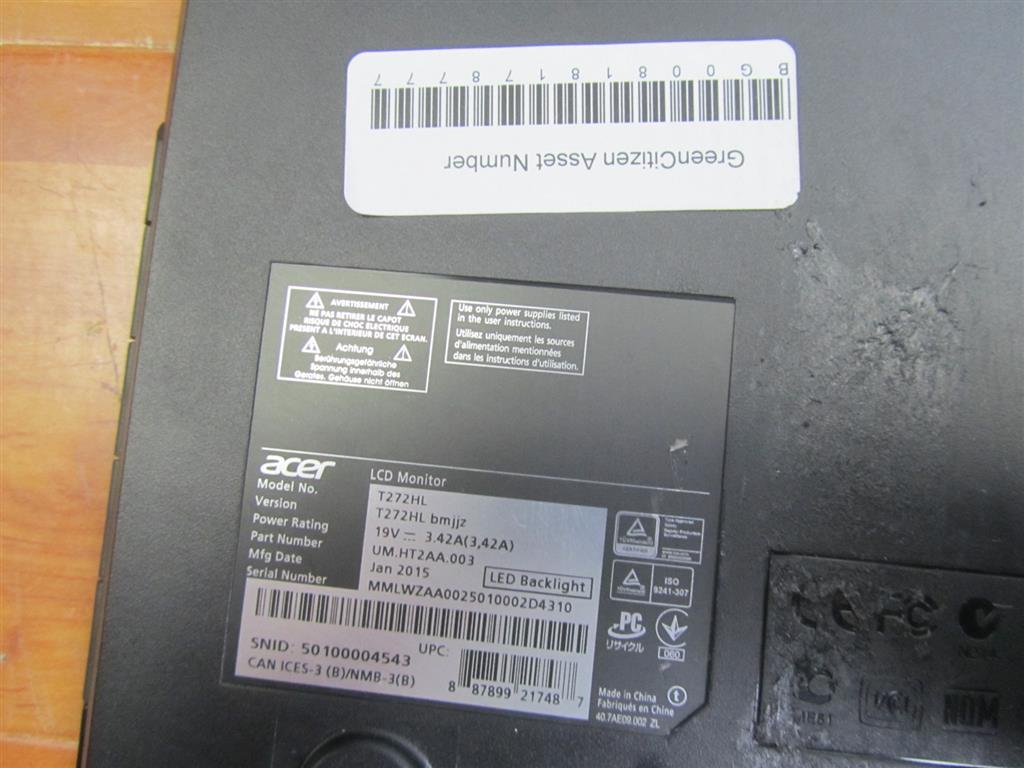 GreenCitizen Asset Number
BG00818178777
AVERTISSEMENT
NE PAS RETIRER LE CAPOT
RISQUE DE CHOC ELECTRIQUE
PRESENT A L'INTERIEUR DE CET ECRAN.
Achtung
Berührungsgefährliche
Spannung innerhalb des
Gerates. Gehäuse nicht öffnen
Use only power supplies listed
in the user instructions.
Utilisez uniquement les sources
d'alimentation mentionnées
dans les instructions d'utilisation.
acer
LCD Monitor
Model No. T272HL
Version T272HL bmjjz
Power Rating 19V ⎓ 3.42A(3,42A)
Part Number UM.HT2AA.003
Mfg Date Jan 2015
LED Backlight
Serial Number MMLWZAA0025010002D4310
SNID: 50100004543
UPC:
CAN ICES-3 (B)/NMB-3(B)
8 87899 21748 7
ISO
9241-307
PC
リサイクル
Made in China
Fabriqués en Chine
40.7AE09.002 ZL
CE FC
NOM